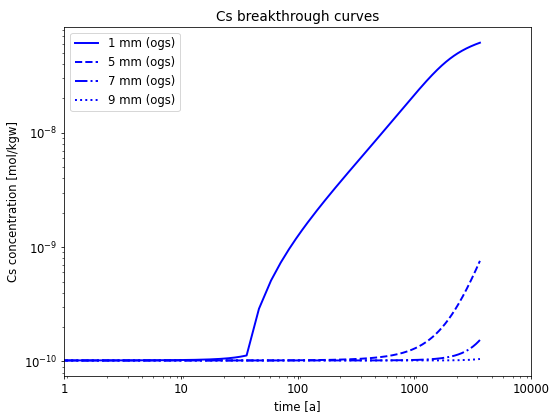 Cs breakthrough curves
1 mm (ogs)
5 mm (ogs)
7 mm (ogs)
9 mm (ogs)
Cs concentration [mol/kgw]
10⁻⁸
10⁻⁹
10⁻¹⁰
1 10 100 1000 10000
time [a]